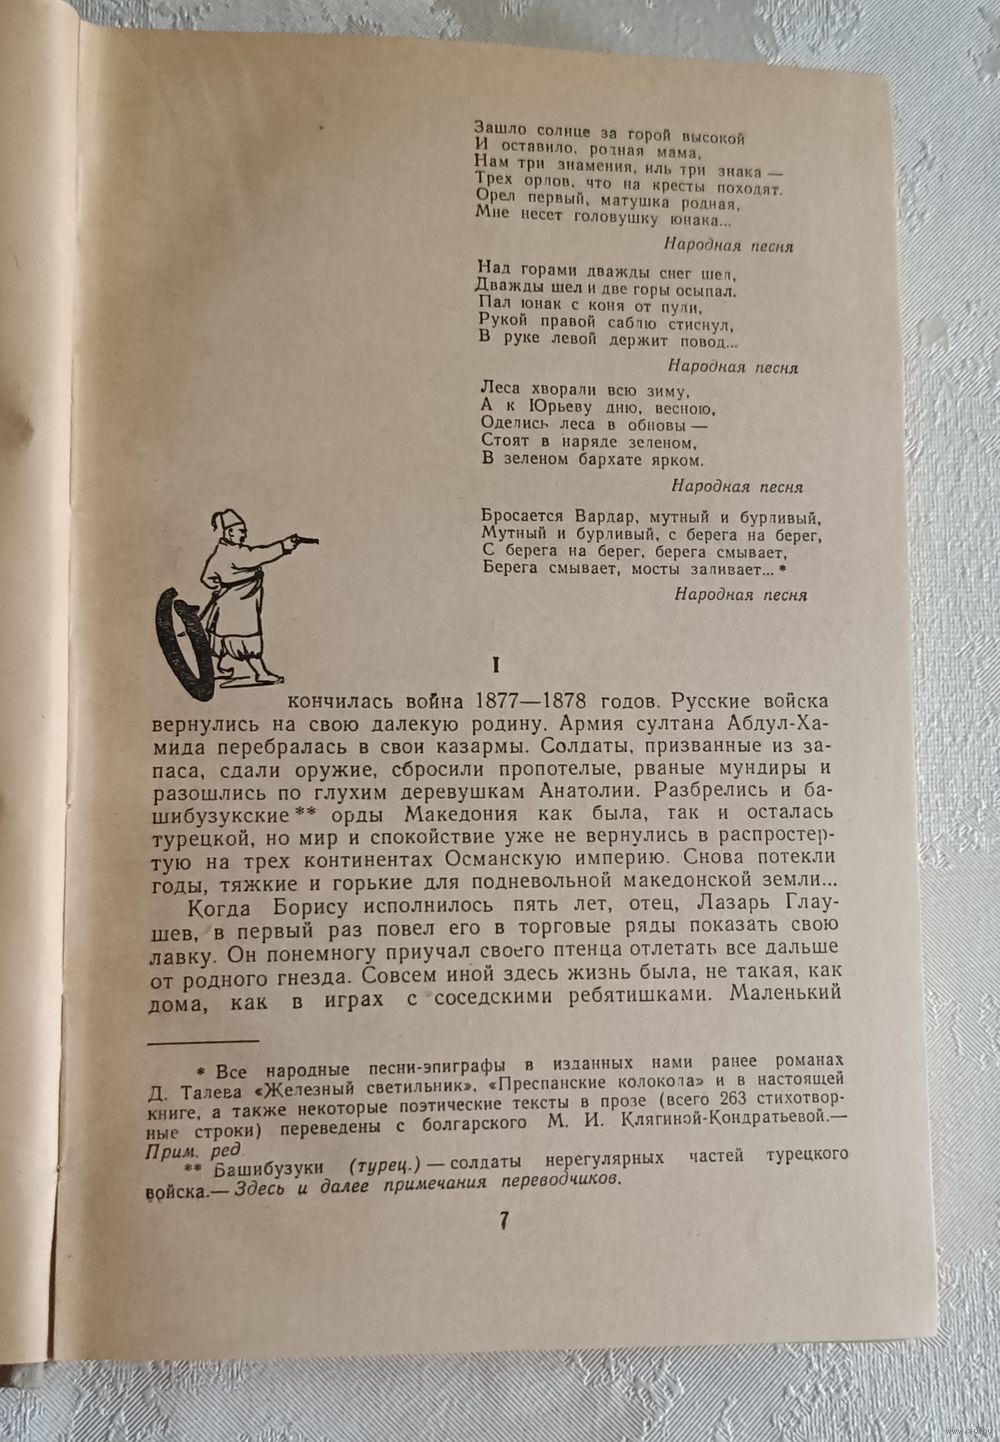 Зашло солнце за горой высокой
И оставило, родная мама,
Нам три знамения, иль три знака —
Трех орлов, что на кресты походят.
Орел первый, матушка родная,
Мне несет головушку юнака...
Народная песня
Над горами дважды снег шел,
Дважды шел и две горы осыпал.
Пал юнак с коня от пули,
Рукой правой саблю стиснул,
В руке левой держит повод...
Народная песня
Леса хворали всю зиму,
А к Юрьеву дню, весною,
Оделись леса в обновы —
Стоят в наряде зеленом,
В зеленом бархате ярком.
Народная песня
Бросается Вардар, мутный и бурливый,
Мутный и бурливый, с берега на берег,
С берега на берег, берега смывает,
Берега смывает, мосты заливает... *
Народная песня
I
Окончилась война 1877—1878 годов. Русские войска
вернулись на свою далекую родину. Армия султана Абдул-Ха-
мида перебралась в свои казармы. Солдаты, призванные из за-
паса, сдали оружие, сбросили пропотелые, рваные мундиры и
разошлись по глухим деревушкам Анатолии. Разбрелись и ба-
шибузукские ** орды Македония как была, так и осталась
турецкой, но мир и спокойствие уже не вернулись в распростер-
тую на трех континентах Османскую империю. Снова потекли
годы, тяжкие и горькие для подневольной македонской земли...
Когда Борису исполнилось пять лет, отец, Лазарь Глау-
шев, в первый раз повел его в торговые ряды показать свою
лавку. Он понемногу приучал своего птенца отлетать все дальше
от родного гнезда. Совсем иной здесь жизнь была, не такая, как
дома, как в играх с соседскими ребятишками. Маленький
* Все народные песни-эпиграфы в изданных нами ранее романах
Д. Талева «Железный светильник», «Преспанские колокола» и в настоящей
книге, а также некоторые поэтические тексты в прозе (всего 263 стихотвор-
ные строки) переведены с болгарского М. И. Клягиной-Кондратьевой.—
Прим. ред.
** Башибузуки (турец.) — солдаты нерегулярных частей турецкого
войска.— Здесь и далее примечания переводчиков.
7